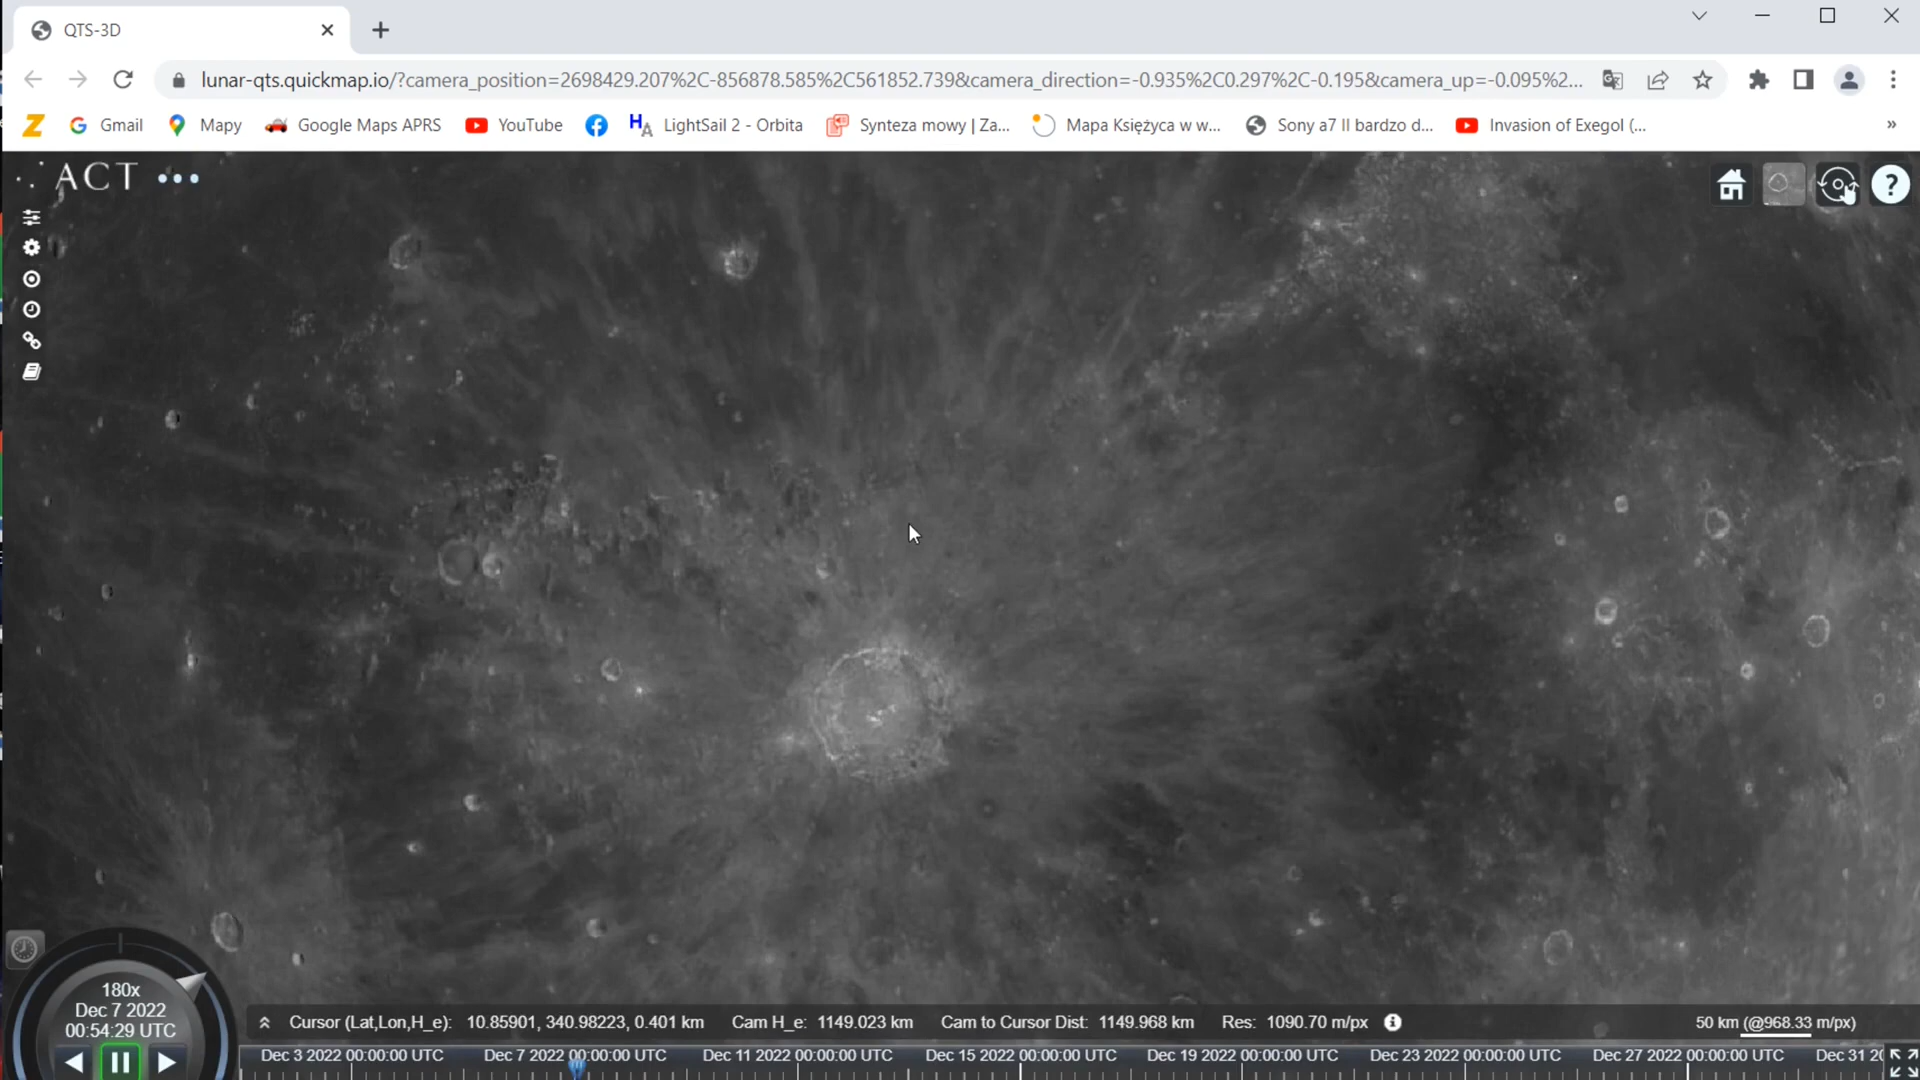 QTS-3D
lunar-qts.quickmap.io/?camera_position=2698429.207%2C-856878.585%2C561852.739&camera_direction=-0.935%2C0.297%2C-0.195&camera_up=-0.095%2...
Gmail Mapy Google Maps APRS YouTube HA LightSail 2 - Orbita Synteza mowy | Za... Mapa Księżyca w w... Sony a7 II bardzo d... Invasion of Exegol (... »
ACT
?
180x
Dec 7 2022
00:54:29 UTC
Cursor (Lat,Lon,H_e): 10.85901, 340.98223, 0.401 km Cam H_e: 1149.023 km Cam to Cursor Dist: 1149.968 km Res: 1090.70 m/px 50 km (@968.33 m/px)
Dec 3 2022 00:00:00 UTC Dec 7 2022 00:00:00 UTC Dec 11 2022 00:00:00 UTC Dec 15 2022 00:00:00 UTC Dec 19 2022 00:00:00 UTC Dec 23 2022 00:00:00 UTC Dec 27 2022 00:00:00 UTC Dec 31 20